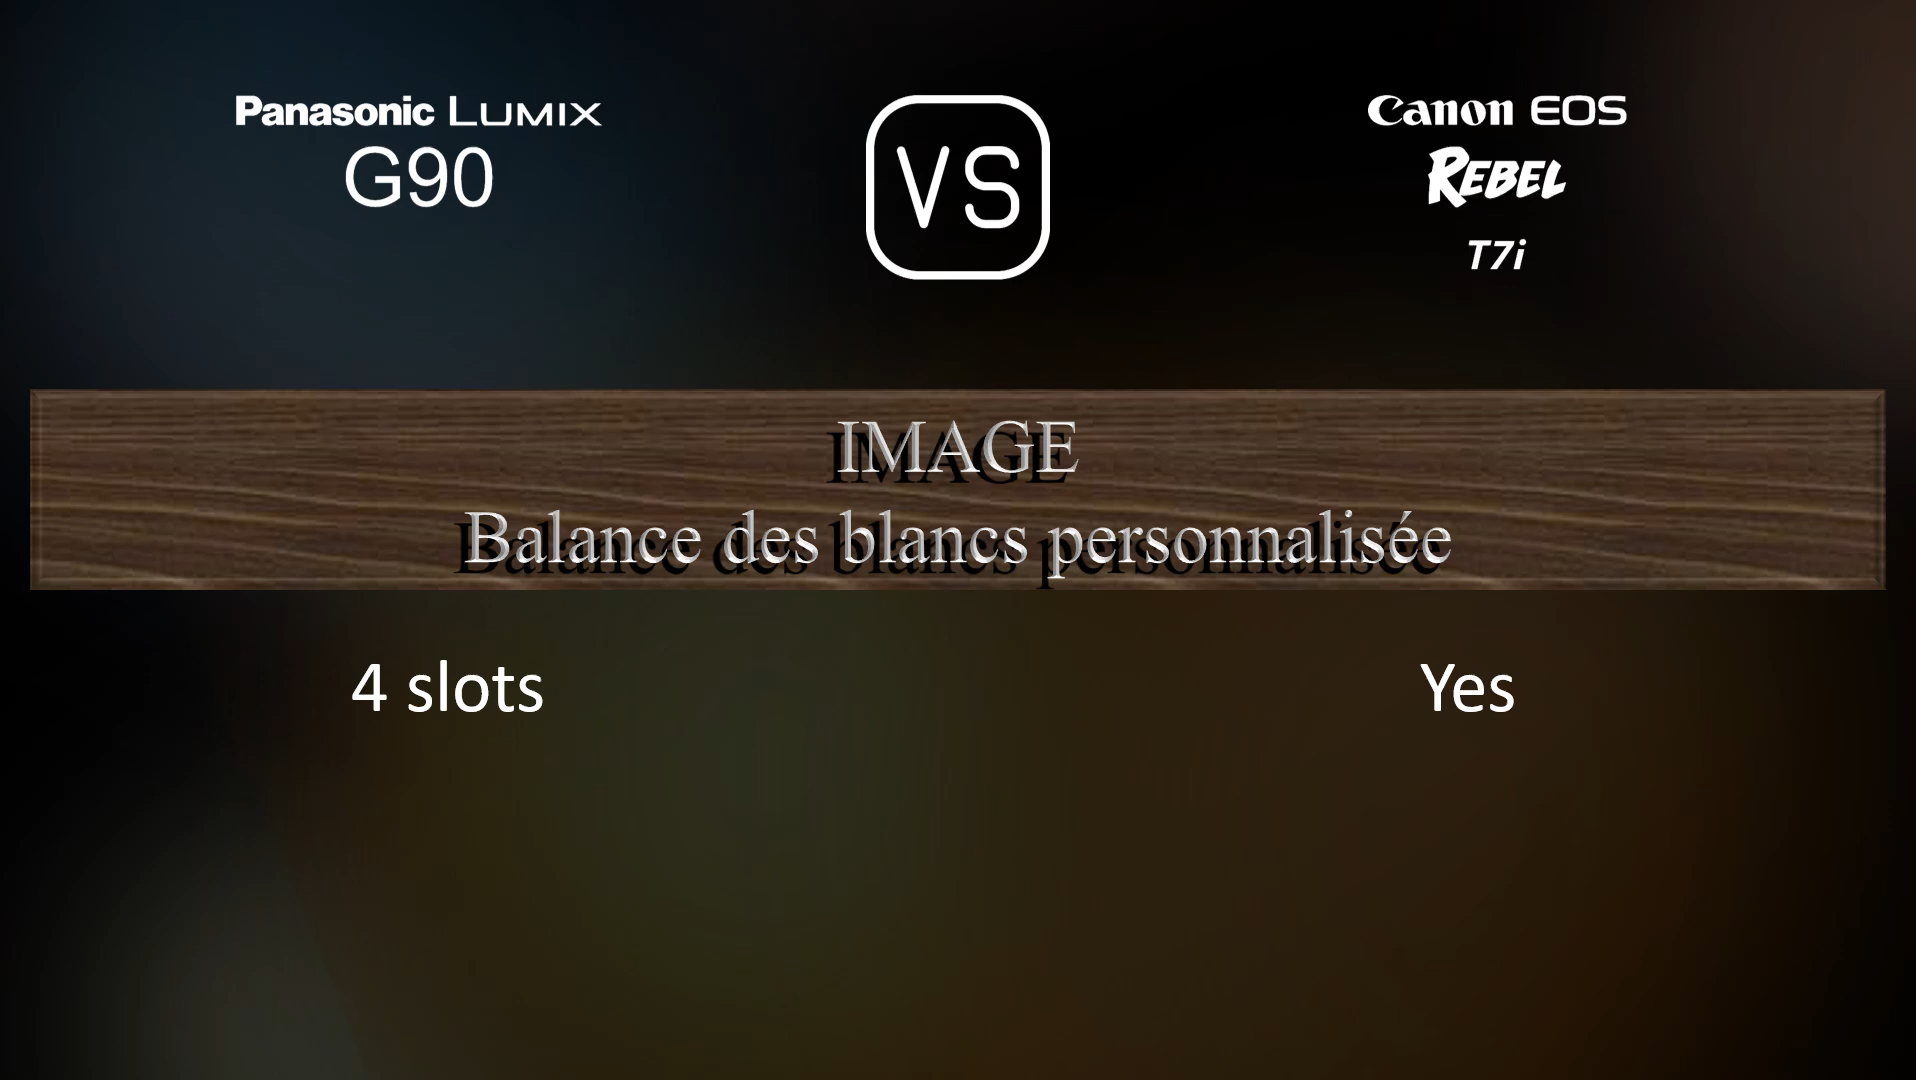 Panasonic LUMIX
G90
VS
Canon EOS
REBEL
T7i
IMAGE
Balance des blancs personnalisée
4 slots
Yes